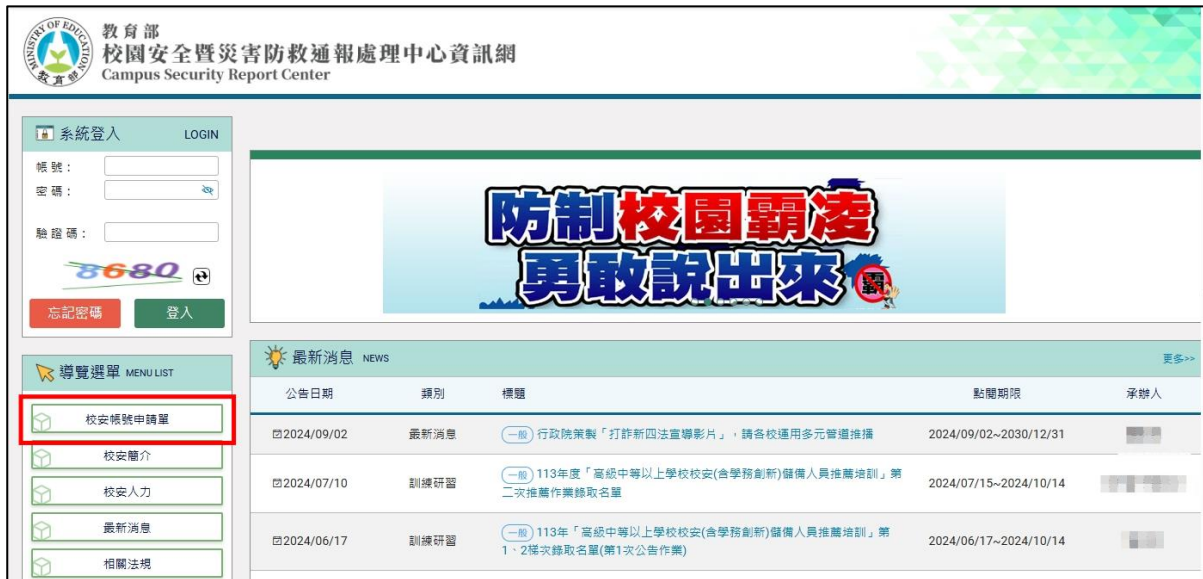 MINISTRY OF EDUCATION
教育部
教育部
校園安全暨災害防救通報處理中心資訊網
Campus Security Report Center
系統登入 LOGIN
帳號：
密碼：
驗證碼：
8680
忘記密碼 登入
導覽選單 MENU LIST
校安帳號申請單
校安簡介
校安人力
最新消息
相關法規
防制校園霸凌
勇敢說出來
霸
最新消息 NEWS 更多>>
公告日期 類別 標題 點閱期限 承辦人
2024/09/02 最新消息 一般 行政院業製「打詐新四法宣導影片」，請各校運用多元管道推播 2024/09/02~2030/12/31
2024/07/10 訓練研習 一般 113年度「高級中等以上學校校安(含學務創新)儲備人員推薦培訓」第
二次推薦作業錄取名單 2024/07/15~2024/10/14
2024/06/17 訓練研習 一般 113年「高級中等以上學校校安(含學務創新)儲備人員推薦培訓」第
1、2梯次錄取名單(第1次公告作業) 2024/06/17~2024/10/14